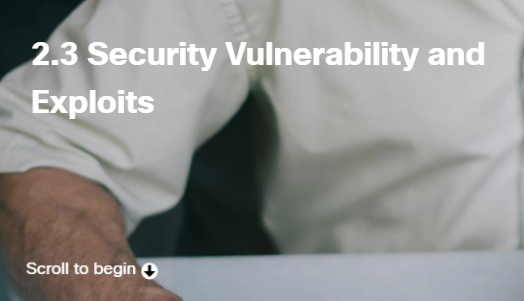 2.3 Security Vulnerability and
Exploits
Scroll to begin